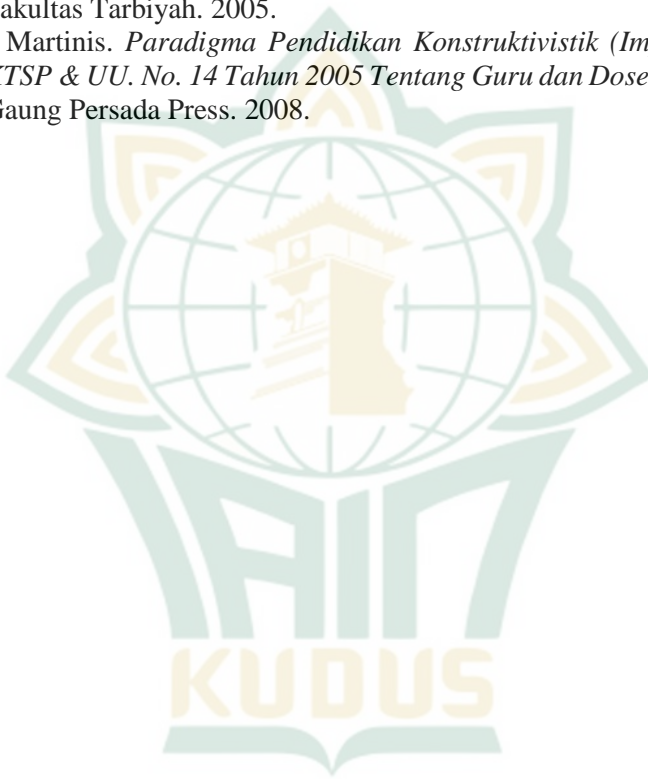 akultas Tarbiyah. 2005.
Martinis. Paradigma Pendidikan Konstruktivistik (Im
KTSP & UU. No. 14 Tahun 2005 Tentang Guru dan Dose
Gaung Persada Press. 2008.
IAIN
KUDUS